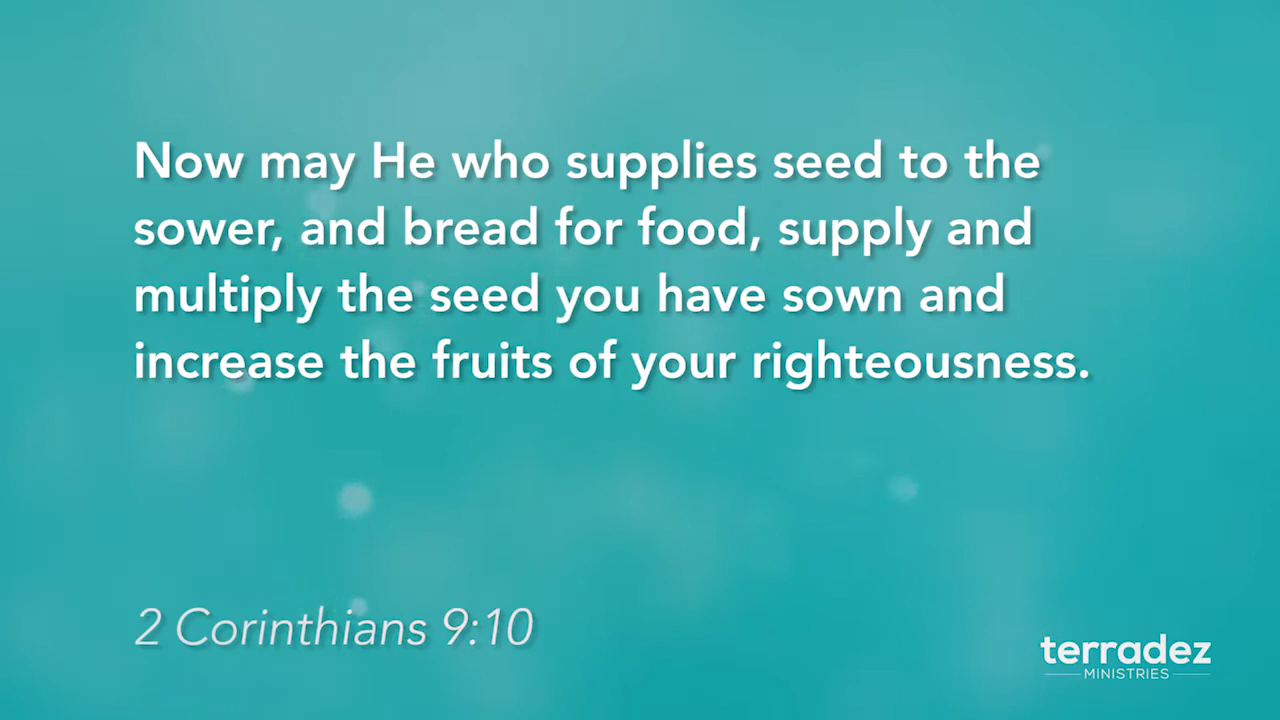 Now may He who supplies seed to the
sower, and bread for food, supply and
multiply the seed you have sown and
increase the fruits of your righteousness.
2 Corinthians 9:10
terradez
MINISTRIES